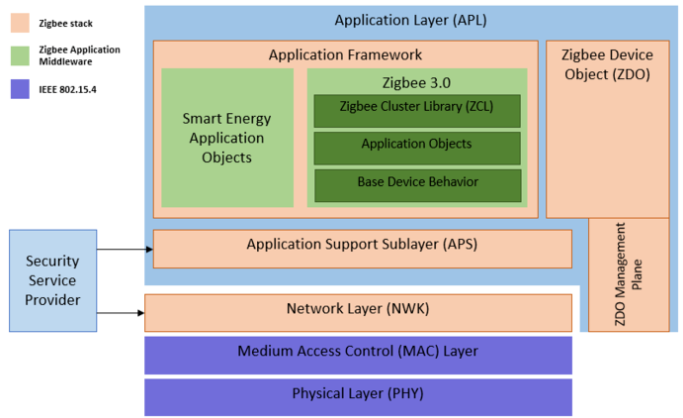 Zigbee stack
Zigbee Application
Middleware
IEEE 802.15.4
Application Layer (APL)
Application Framework
Smart Energy
Application
Objects
Zigbee 3.0
Zigbee Cluster Library (ZCL)
Application Objects
Base Device Behavior
Zigbee Device
Object (ZDO)
ZDO Management
Plane
Security
Service
Provider
Application Support Sublayer (APS)
Network Layer (NWK)
Medium Access Control (MAC) Layer
Physical Layer (PHY)